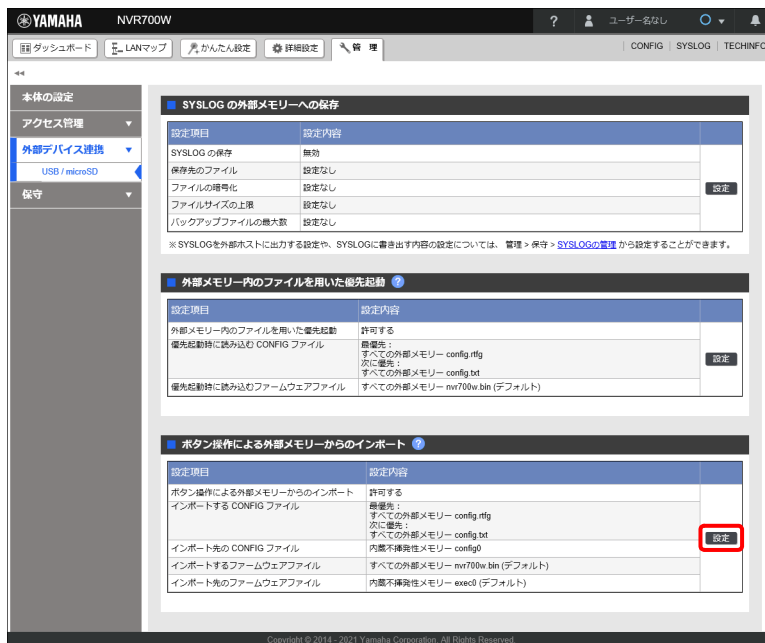 YAMAHA NVR700W ? ユーザー名なし
ダッシュボード LANマップ かんたん設定 詳細設定 管 理 CONFIG SYSLOG TECHINFO
本体の設定
アクセス管理
外部デバイス連携
USB / microSD
保守
SYSLOG の外部メモリーへの保存
設定項目 設定内容
SYSLOG の保存 無効
保存先のファイル 設定なし
ファイルの暗号化 設定なし
設定
ファイルサイズの上限 設定なし
バックアップファイルの最大数 設定なし
※ SYSLOGを外部ホストに出力する設定や、SYSLOGに書き出す内容の設定については、 管理 > 保守 > SYSLOGの管理 から設定することができます。
外部メモリー内のファイルを用いた優先起動 ?
設定項目 設定内容
外部メモリー内のファイルを用いた優先起動 許可する
優先起動時に読み込む CONFIG ファイル 最優先：
すべての外部メモリー config.rtfg
次に優先：
すべての外部メモリー config.txt
設定
優先起動時に読み込むファームウェアファイル すべての外部メモリー nvr700w.bin (デフォルト)
ボタン操作による外部メモリーからのインポート ?
設定項目 設定内容
ボタン操作による外部メモリーからのインポート 許可する
インポートする CONFIG ファイル 最優先：
すべての外部メモリー config.rtfg
次に優先：
すべての外部メモリー config.txt
設定
インポート先の CONFIG ファイル 内蔵不揮発性メモリー config0
インポートするファームウェアファイル すべての外部メモリー nvr700w.bin (デフォルト)
インポート先のファームウェアファイル 内蔵不揮発性メモリー exec0 (デフォルト)
Copyright © 2014 - 2021 Yamaha Corporation. All Rights Reserved.